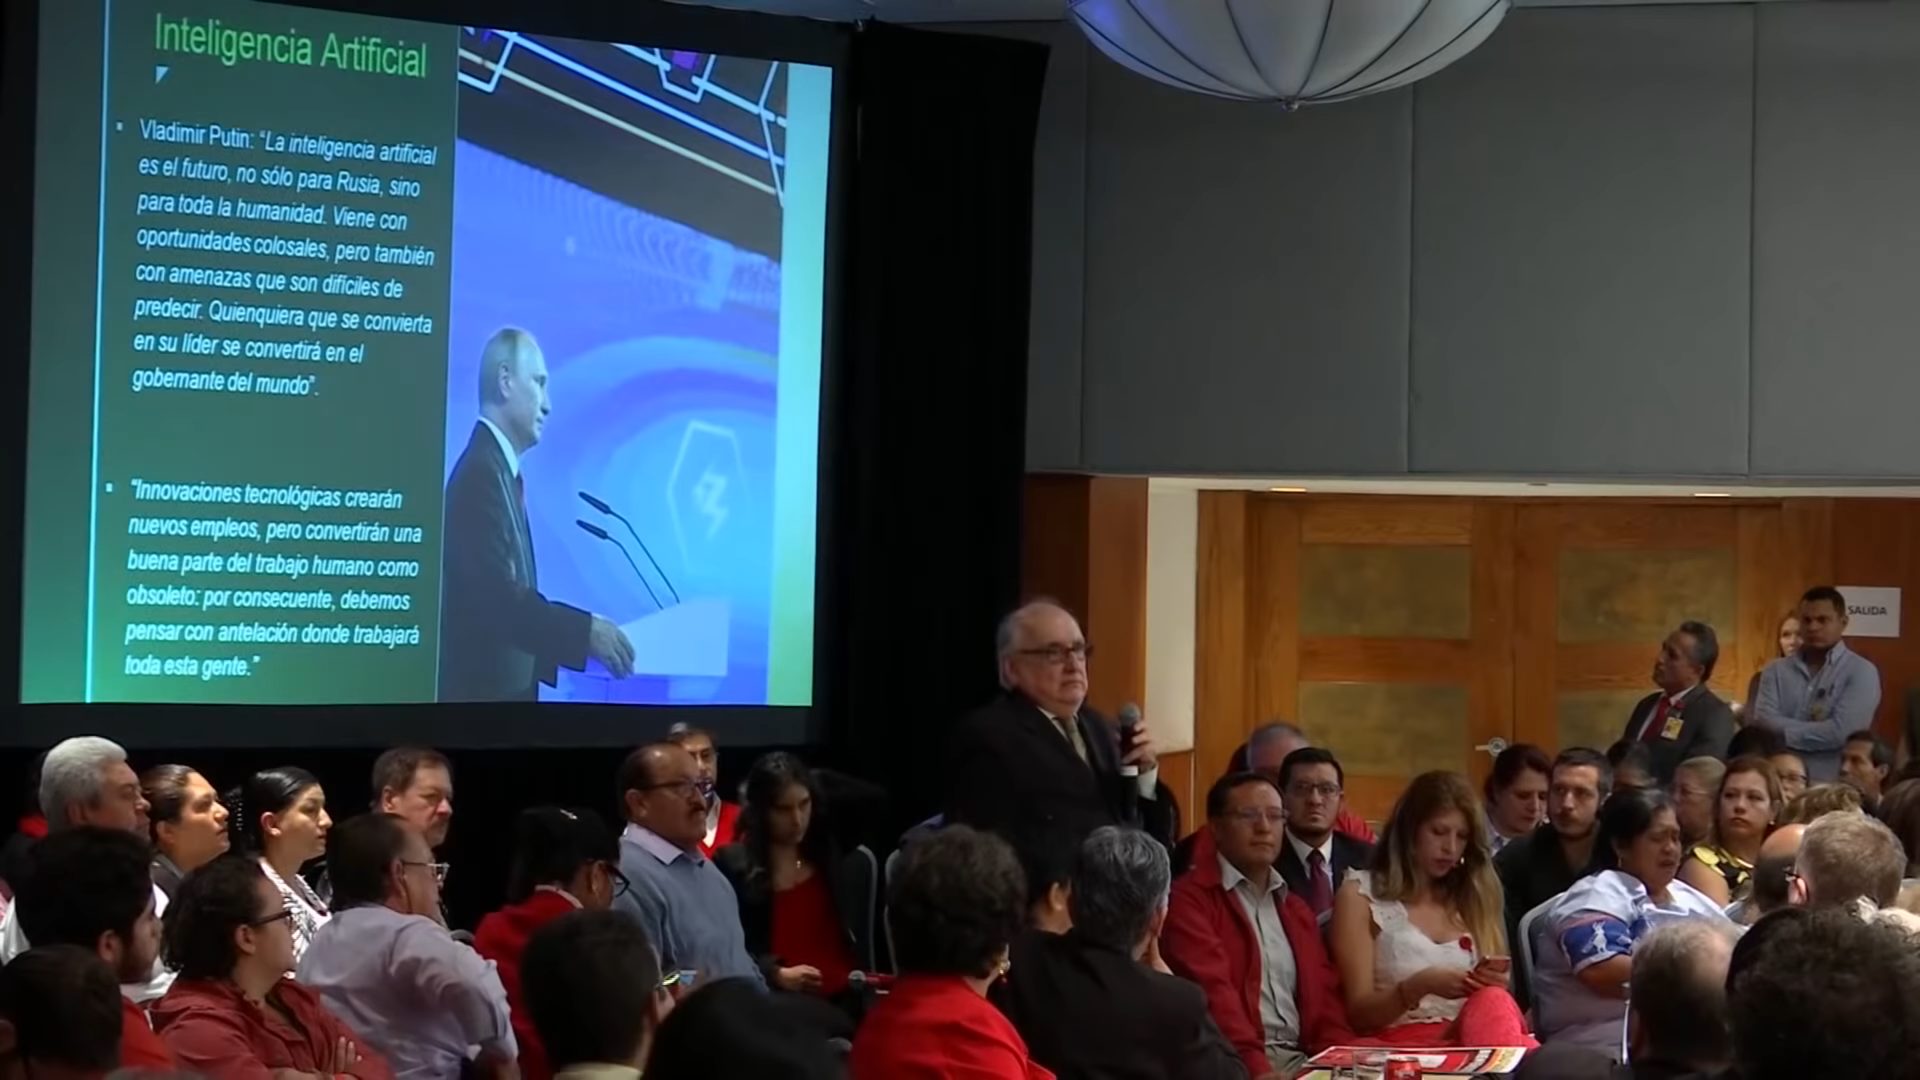 Inteligencia Artificial
Vladimir Putin: “La inteligencia artificial
es el futuro, no sólo para Rusia, sino
para toda la humanidad. Viene con
oportunidades colosales, pero también
con amenazas que son difíciles de
predecir. Quienquiera que se convierta
en su líder se convertirá en el
gobernante del mundo”.
“Innovaciones tecnológicas crearán
nuevos empleos, pero convertirán una
buena parte del trabajo humano como
obsoleto: por consecuente, debemos
pensar con antelación donde trabajará
toda esta gente.”
SALIDA